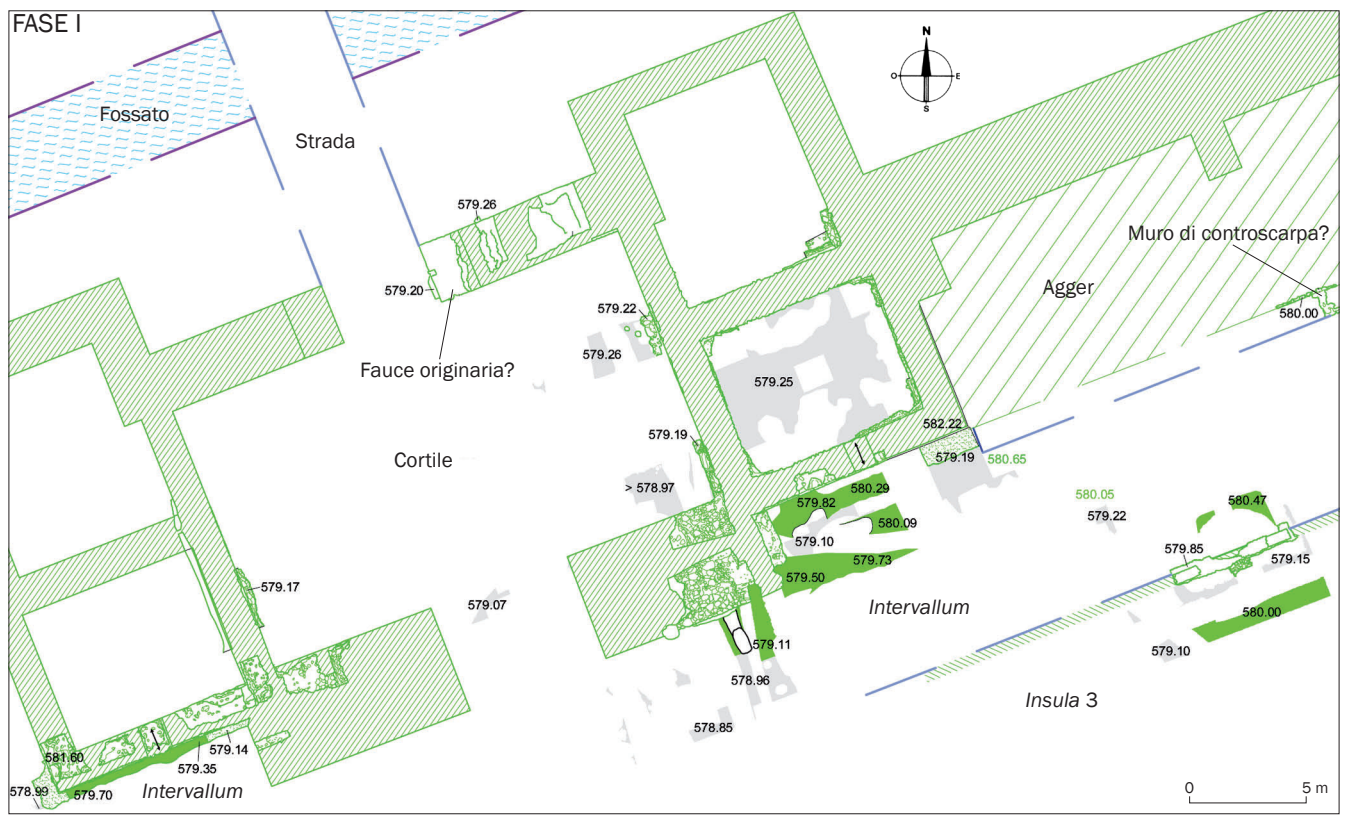 FASE I
N
O
E
S
Fossato
Strada
579.26
579.20
Muro di controscarpa?
Agger
580.00
579.22
579.26
Fauce originaria?
579.25
582.22
579.19
579.19
580.65
Cortile
> 578.97
580.29
579.82
580.05
580.47
579.22
580.09
579.10
579.85
579.15
579.73
579.50
579.17
579.07
Intervallum
580.00
579.11
579.10
578.96
Insula 3
578.85
579.14
581.60
579.35
578.99
579.70
Intervallum
0
5 m